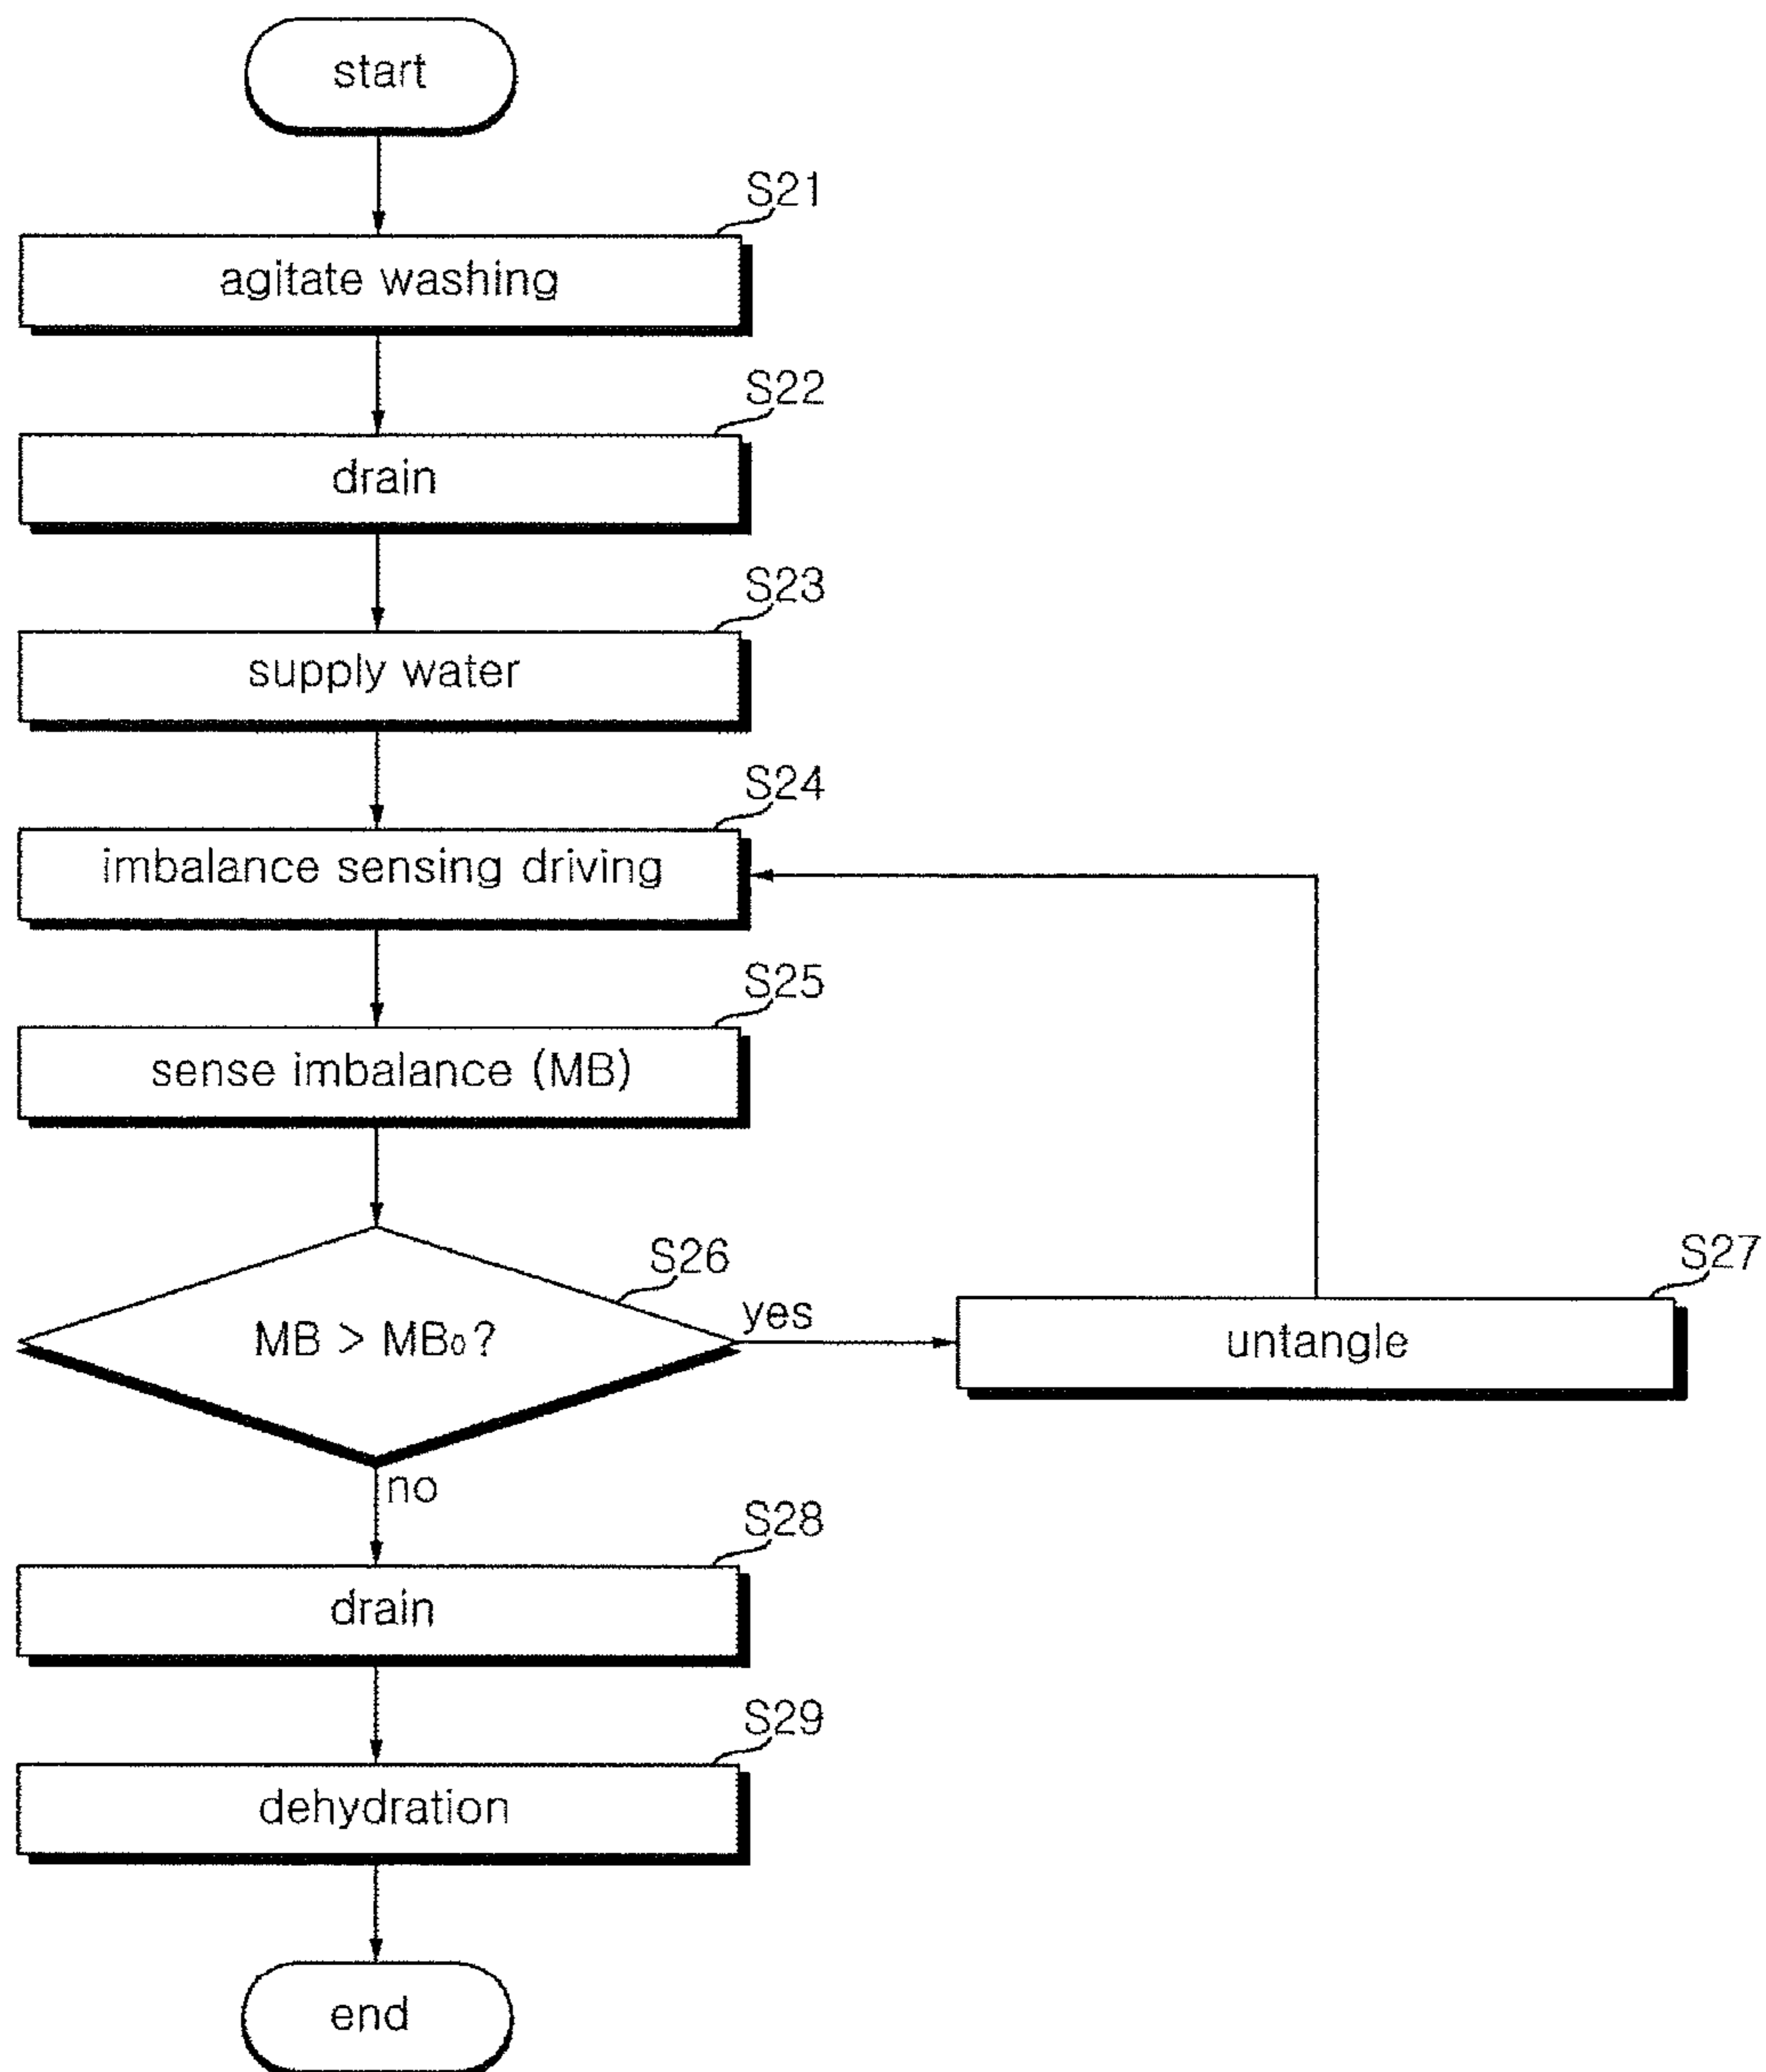 start
S21
agitate washing
S22
drain
S23
supply water
S24
imbalance sensing driving
S25
sense imbalance (MB)
S26
MB > MB₀?
yes
S27
untangle
no
S28
drain
S29
dehydration
end